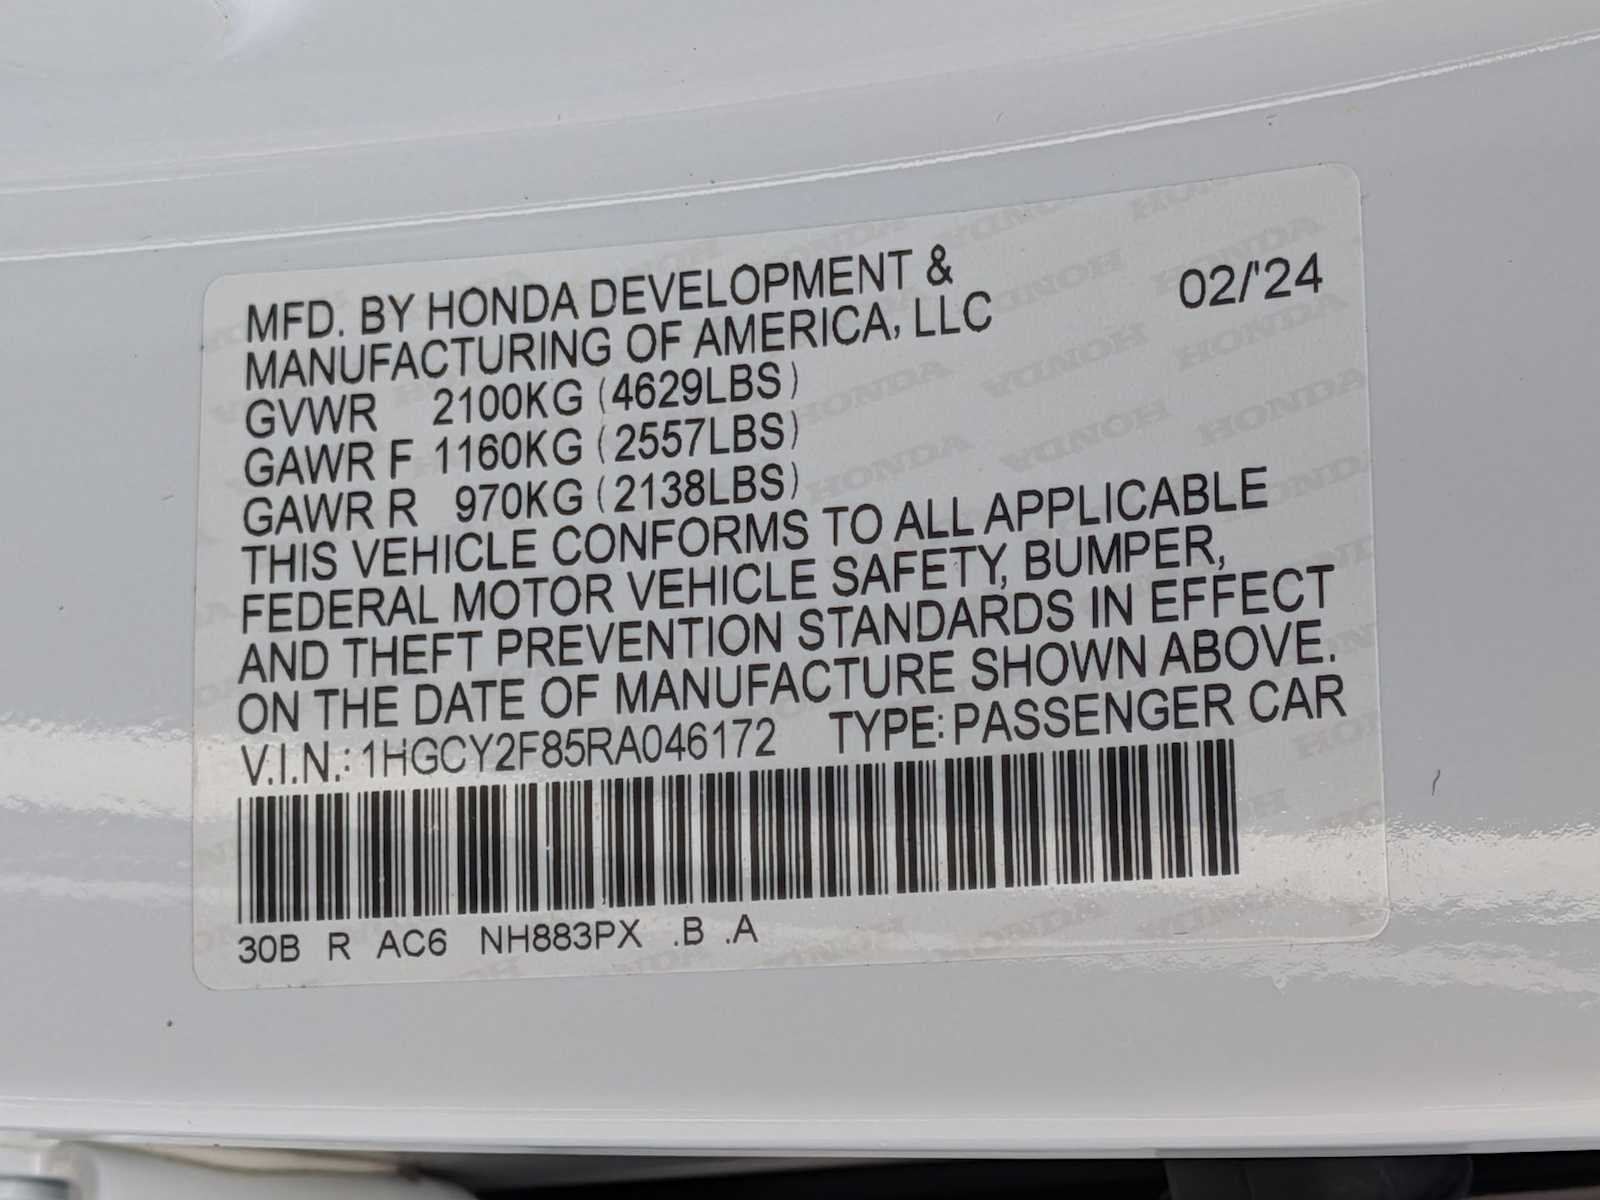 MFD. BY HONDA DEVELOPMENT & 02/'24
MANUFACTURING OF AMERICA, LLC
GVWR 2100KG (4629LBS)
GAWR F 1160KG (2557LBS)
GAWR R 970KG (2138LBS)
THIS VEHICLE CONFORMS TO ALL APPLICABLE
FEDERAL MOTOR VEHICLE SAFETY, BUMPER,
AND THEFT PREVENTION STANDARDS IN EFFECT
ON THE DATE OF MANUFACTURE SHOWN ABOVE.
V.I.N.: 1HGCY2F85RA046172 TYPE: PASSENGER CAR
30B R AC6 NH883PX .B .A